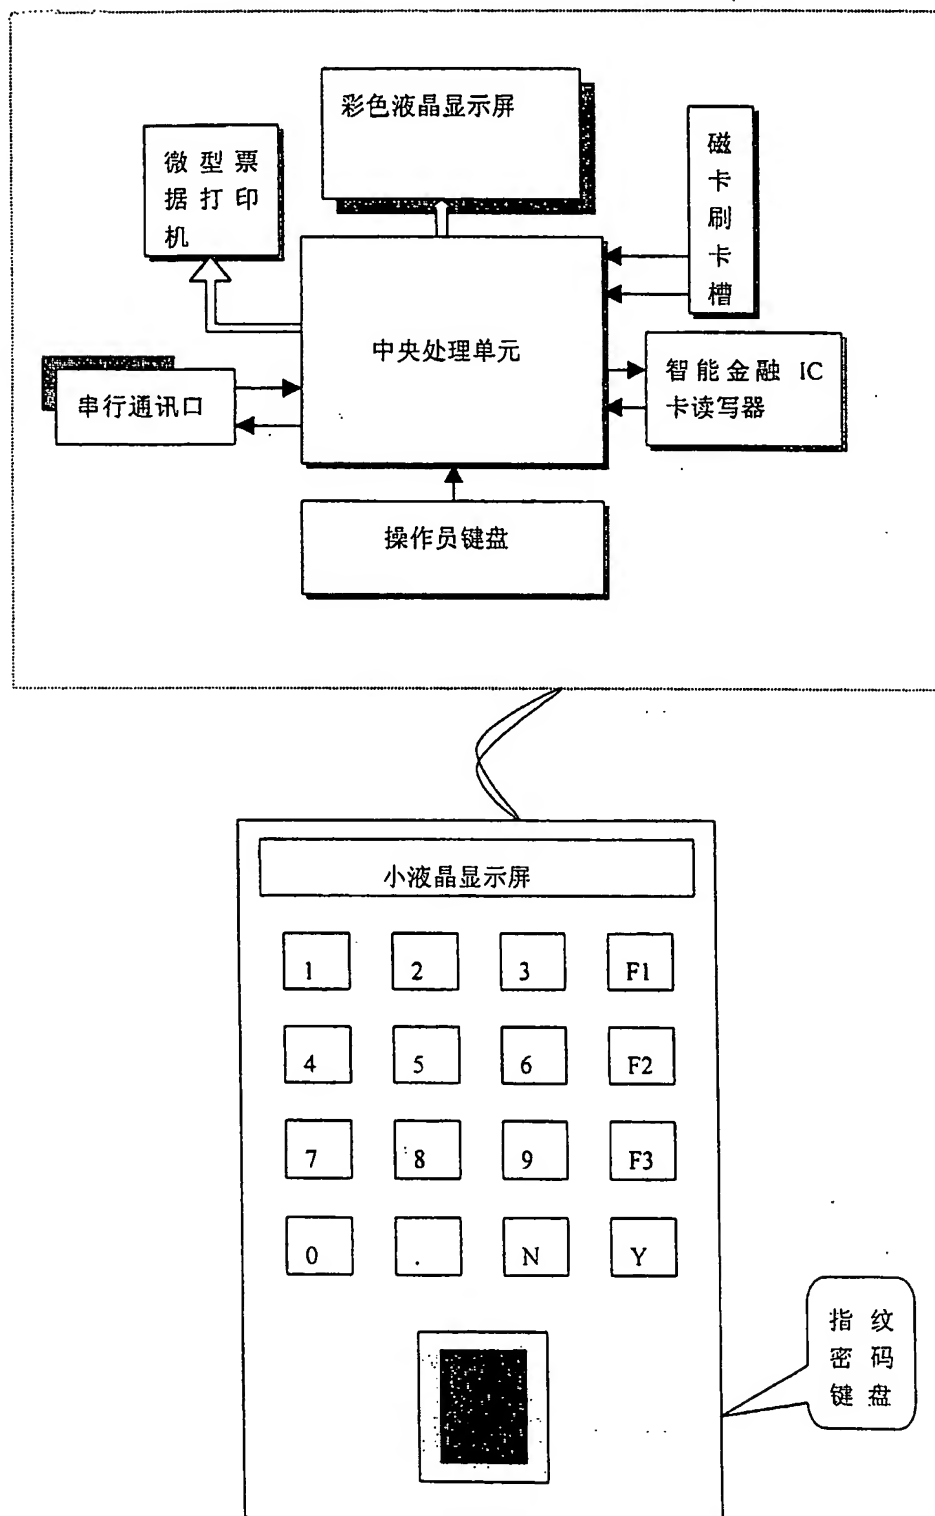 彩色液晶显示屏
微型票
据打印
机
磁
卡
刷
卡
槽
中央处理单元
智能金融 IC
卡读写器
串行通讯口
操作员键盘
小液晶显示屏
1 2 3 F1
4 5 6 F2
7 8 9 F3
0 . N Y
指纹
密码
键盘